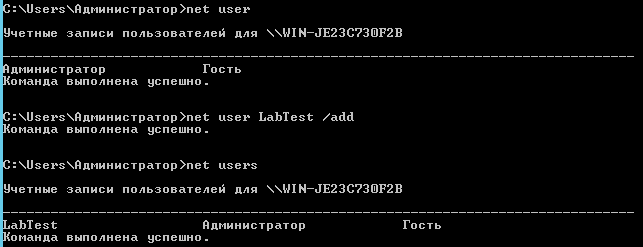 C:\Users\Администратор>net user
Учетные записи пользователей для \\WIN-JE23C730F2B
-------------------------------------------------------------------------------
Администратор            Гость
Команда выполнена успешно.
C:\Users\Администратор>net user LabTest /add
Команда выполнена успешно.
C:\Users\Администратор>net users
Учетные записи пользователей для \\WIN-JE23C730F2B
-------------------------------------------------------------------------------
LabTest                  Администратор            Гость
Команда выполнена успешно.